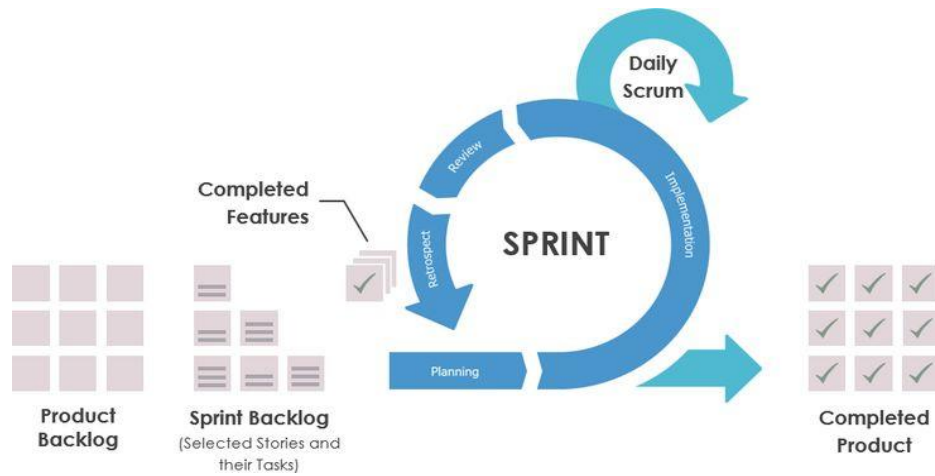 Daily
Scrum
Review
Implementation
Completed
Features
Retrospect
SPRINT
Planning
Product
Backlog
Sprint Backlog
(Selected Stories and
their Tasks)
Completed
Product